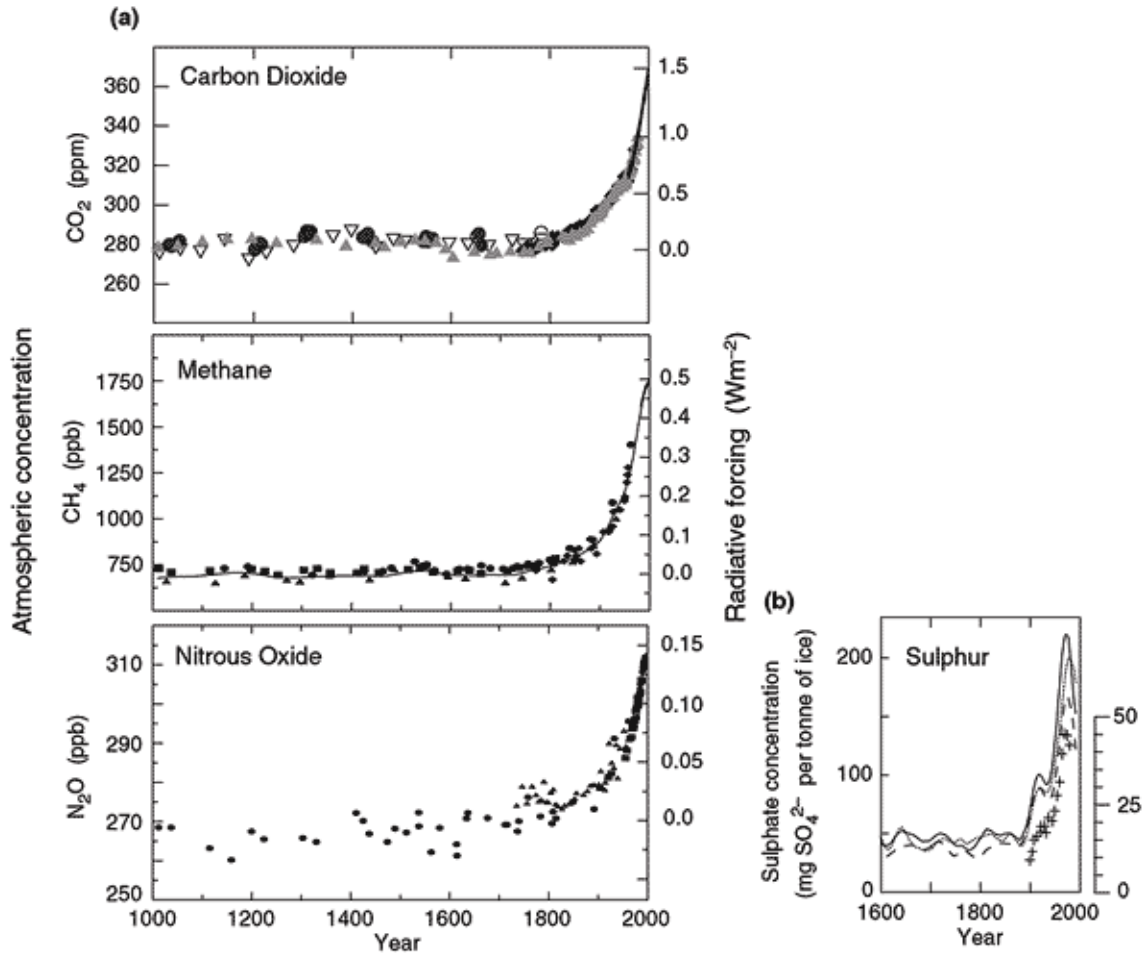 (a)
Atmospheric concentration
Carbon Dioxide
CO2 (ppm)
360
340
320
300
280
260
1.5
1.0
0.5
0.0
Methane
CH4 (ppb)
1750
1500
1250
1000
750
0.5
0.4
0.3
0.2
0.1
0.0
Radiative forcing (Wm−2)
Nitrous Oxide
N2O (ppb)
310
290
270
250
0.15
0.10
0.05
0.0
1000
1200
1400
1600
1800
2000
Year
(b)
Sulphur
Sulphate concentration
(mg SO42− per tonne of ice)
200
100
0
50
25
0
1600
1800
2000
Year